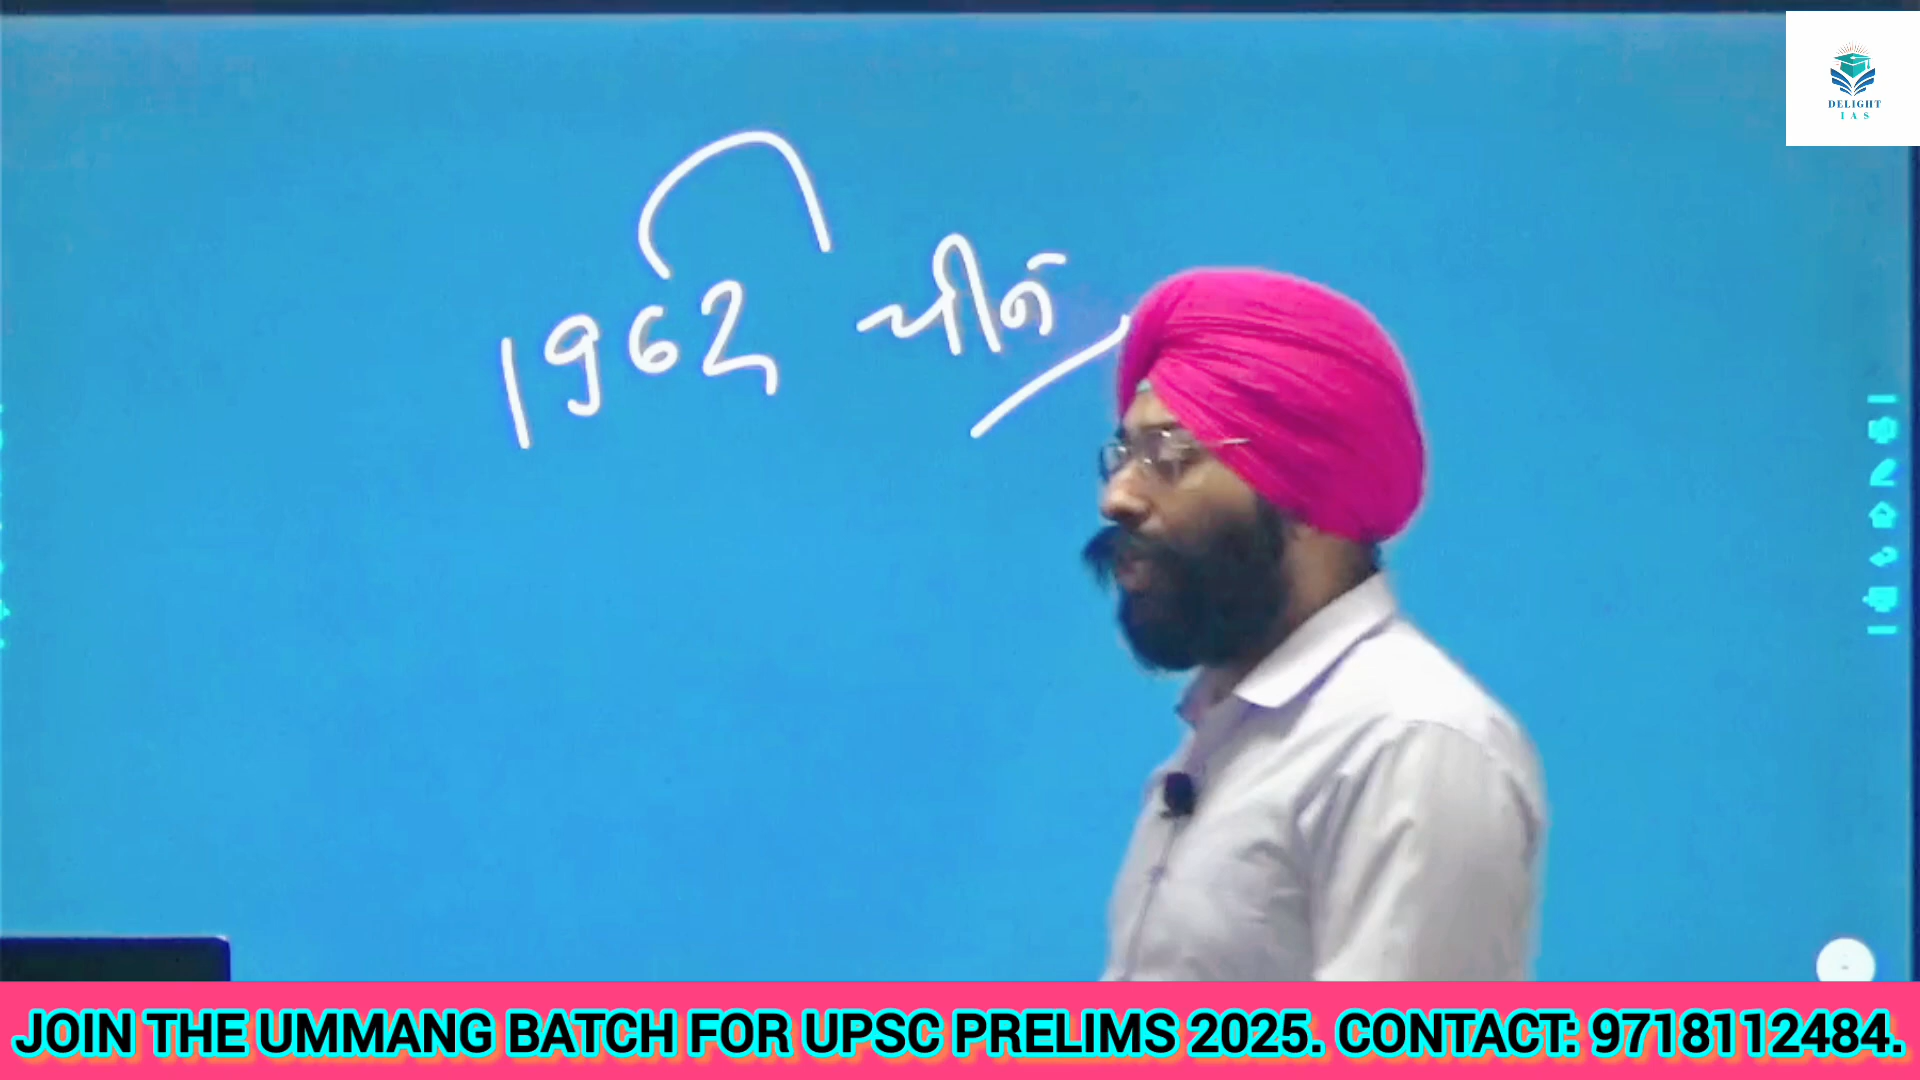 DELIGHT
IAS
1962 चीन
JOIN THE UMMANG BATCH FOR UPSC PRELIMS 2025. CONTACT: 9718112484.